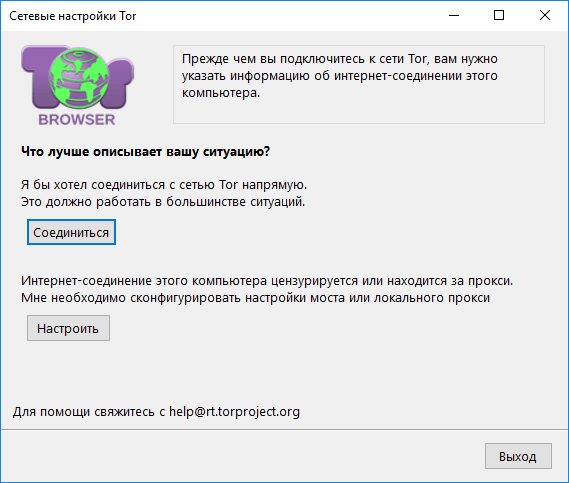 Сетевые настройки Tor
Tor
BROWSER
Прежде чем вы подключитесь к сети Tor, вам нужно
указать информацию об интернет-соединении этого
компьютера.
Что лучше описывает вашу ситуацию?
Я бы хотел соединиться с сетью Tor напрямую.
Это должно работать в большинстве ситуаций.
Соединиться
Интернет-соединение этого компьютера цензурируется или находится за прокси.
Мне необходимо сконфигурировать настройки моста или локального прокси
Настроить
Для помощи свяжитесь с help@rt.torproject.org
Выход